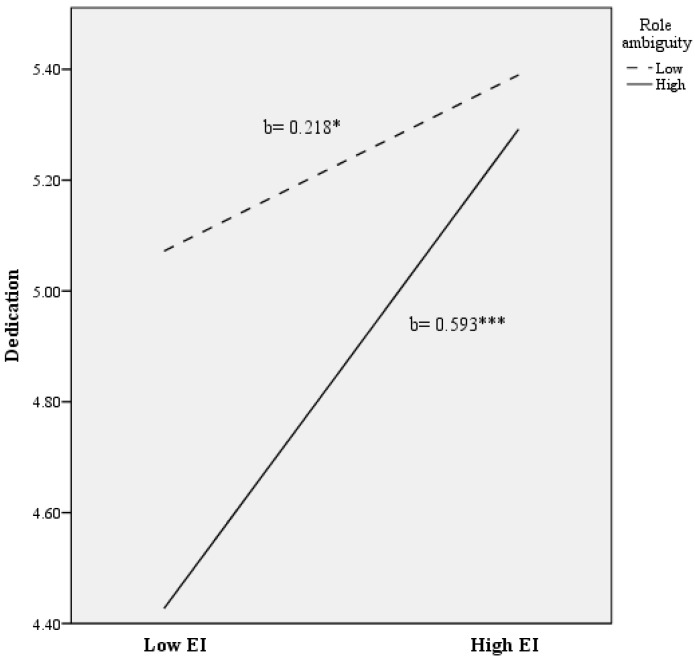 Role
ambiguity
Low
High
5.40
5.20
5.00
4.80
4.60
4.40
Dedication
b= 0.218*
b= 0.593***
Low EI
High EI